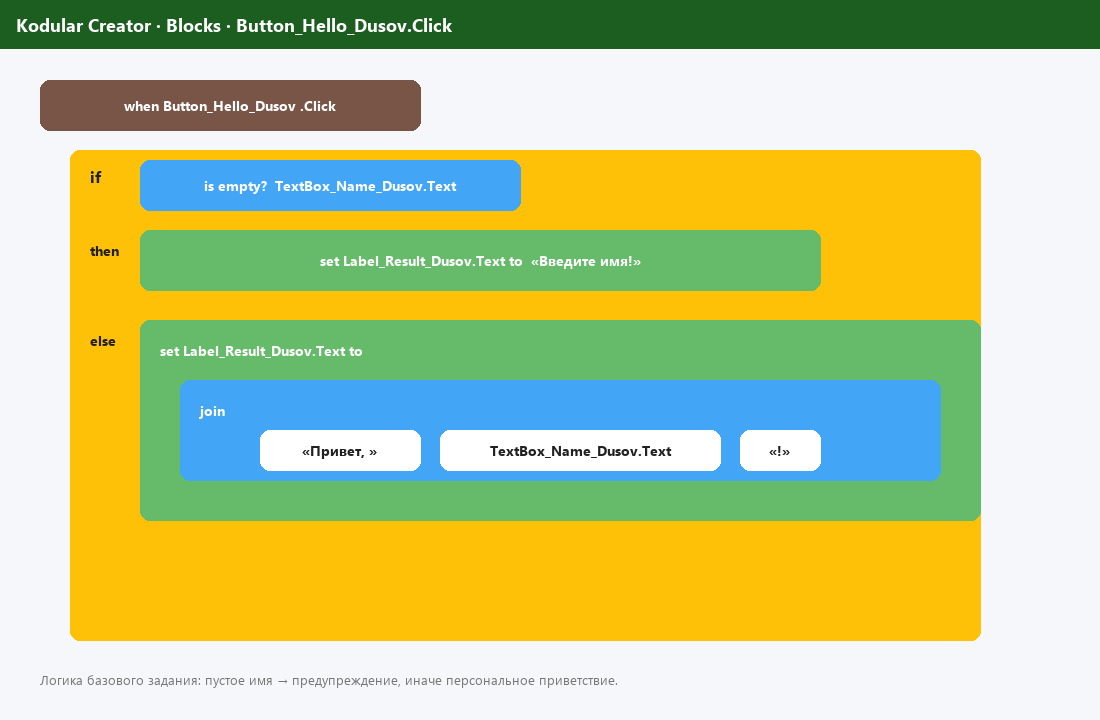 Kodular Creator · Blocks · Button_Hello_Dusov.Click
when Button_Hello_Dusov .Click
if
is empty?  TextBox_Name_Dusov.Text
then
set Label_Result_Dusov.Text to  «Введите имя!»
else
set Label_Result_Dusov.Text to
join
«Привет, »
TextBox_Name_Dusov.Text
«!»
Логика базового задания: пустое имя → предупреждение, иначе персональное приветствие.